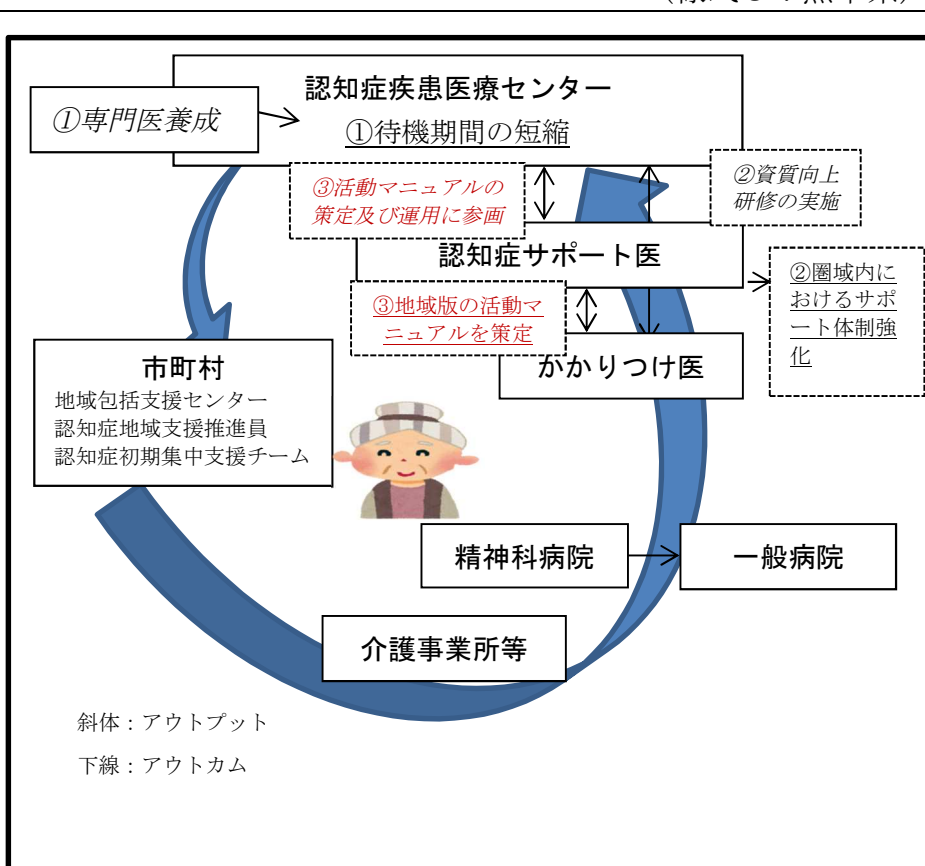 認知症疾患医療センター
①専門医養成
①待機期間の短縮
③活動マニュアルの
策定及び運用に参画
②資質向上
研修の実施
認知症サポート医
②圏域内に
おけるサポ
ート体制強
化
③地域版の活動マ
ニュアルを策定
かかりつけ医
市町村
地域包括支援センター
認知症地域支援推進員
認知症初期集中支援チーム
精神科病院
一般病院
介護事業所等
斜体：アウトプット
下線：アウトカム